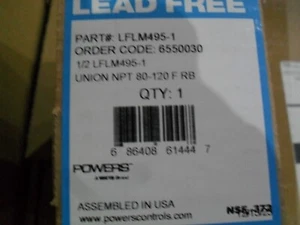 LEAD FREE
PART#: LFLM495-1
ORDER CODE: 6550030
1/2 LFLM495-1
UNION NPT 80-120 F RB
QTY: 1
6 86408 61444 7
POWERS
ASSEMBLED IN USA
www.powerscontrols.com
NSF-372